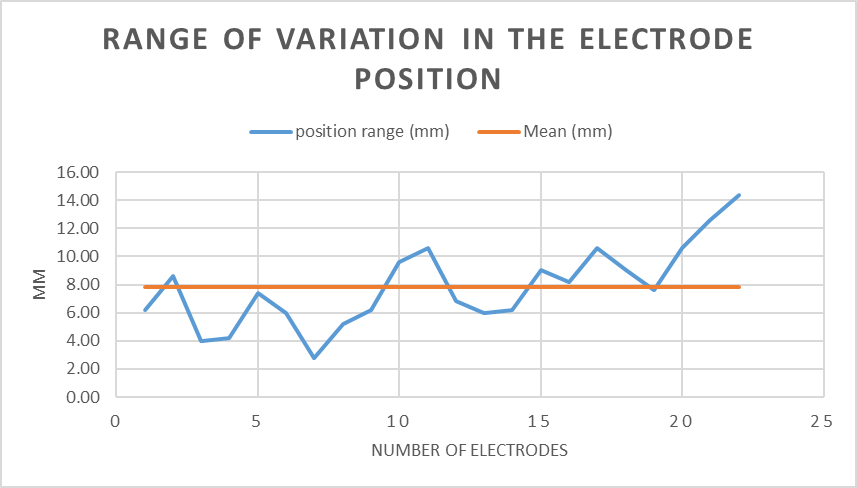 RANGE OF VARIATION IN THE ELECTRODE
POSITION
position range (mm) Mean (mm)
16.00
14.00
12.00
10.00
8.00
6.00
4.00
2.00
0.00
MM
0 5 10 15 20 25
NUMBER OF ELECTRODES